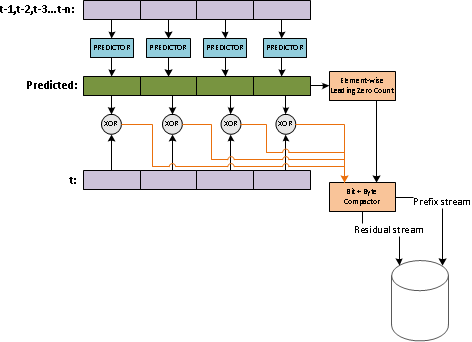 t-1,t-2,t-3...t-n:
PREDICTOR PREDICTOR PREDICTOR PREDICTOR
Predicted:
Element-wise
Leading Zero Count
XOR XOR XOR XOR
t:
Bit + Byte
Compactor
Prefix stream
Residual stream